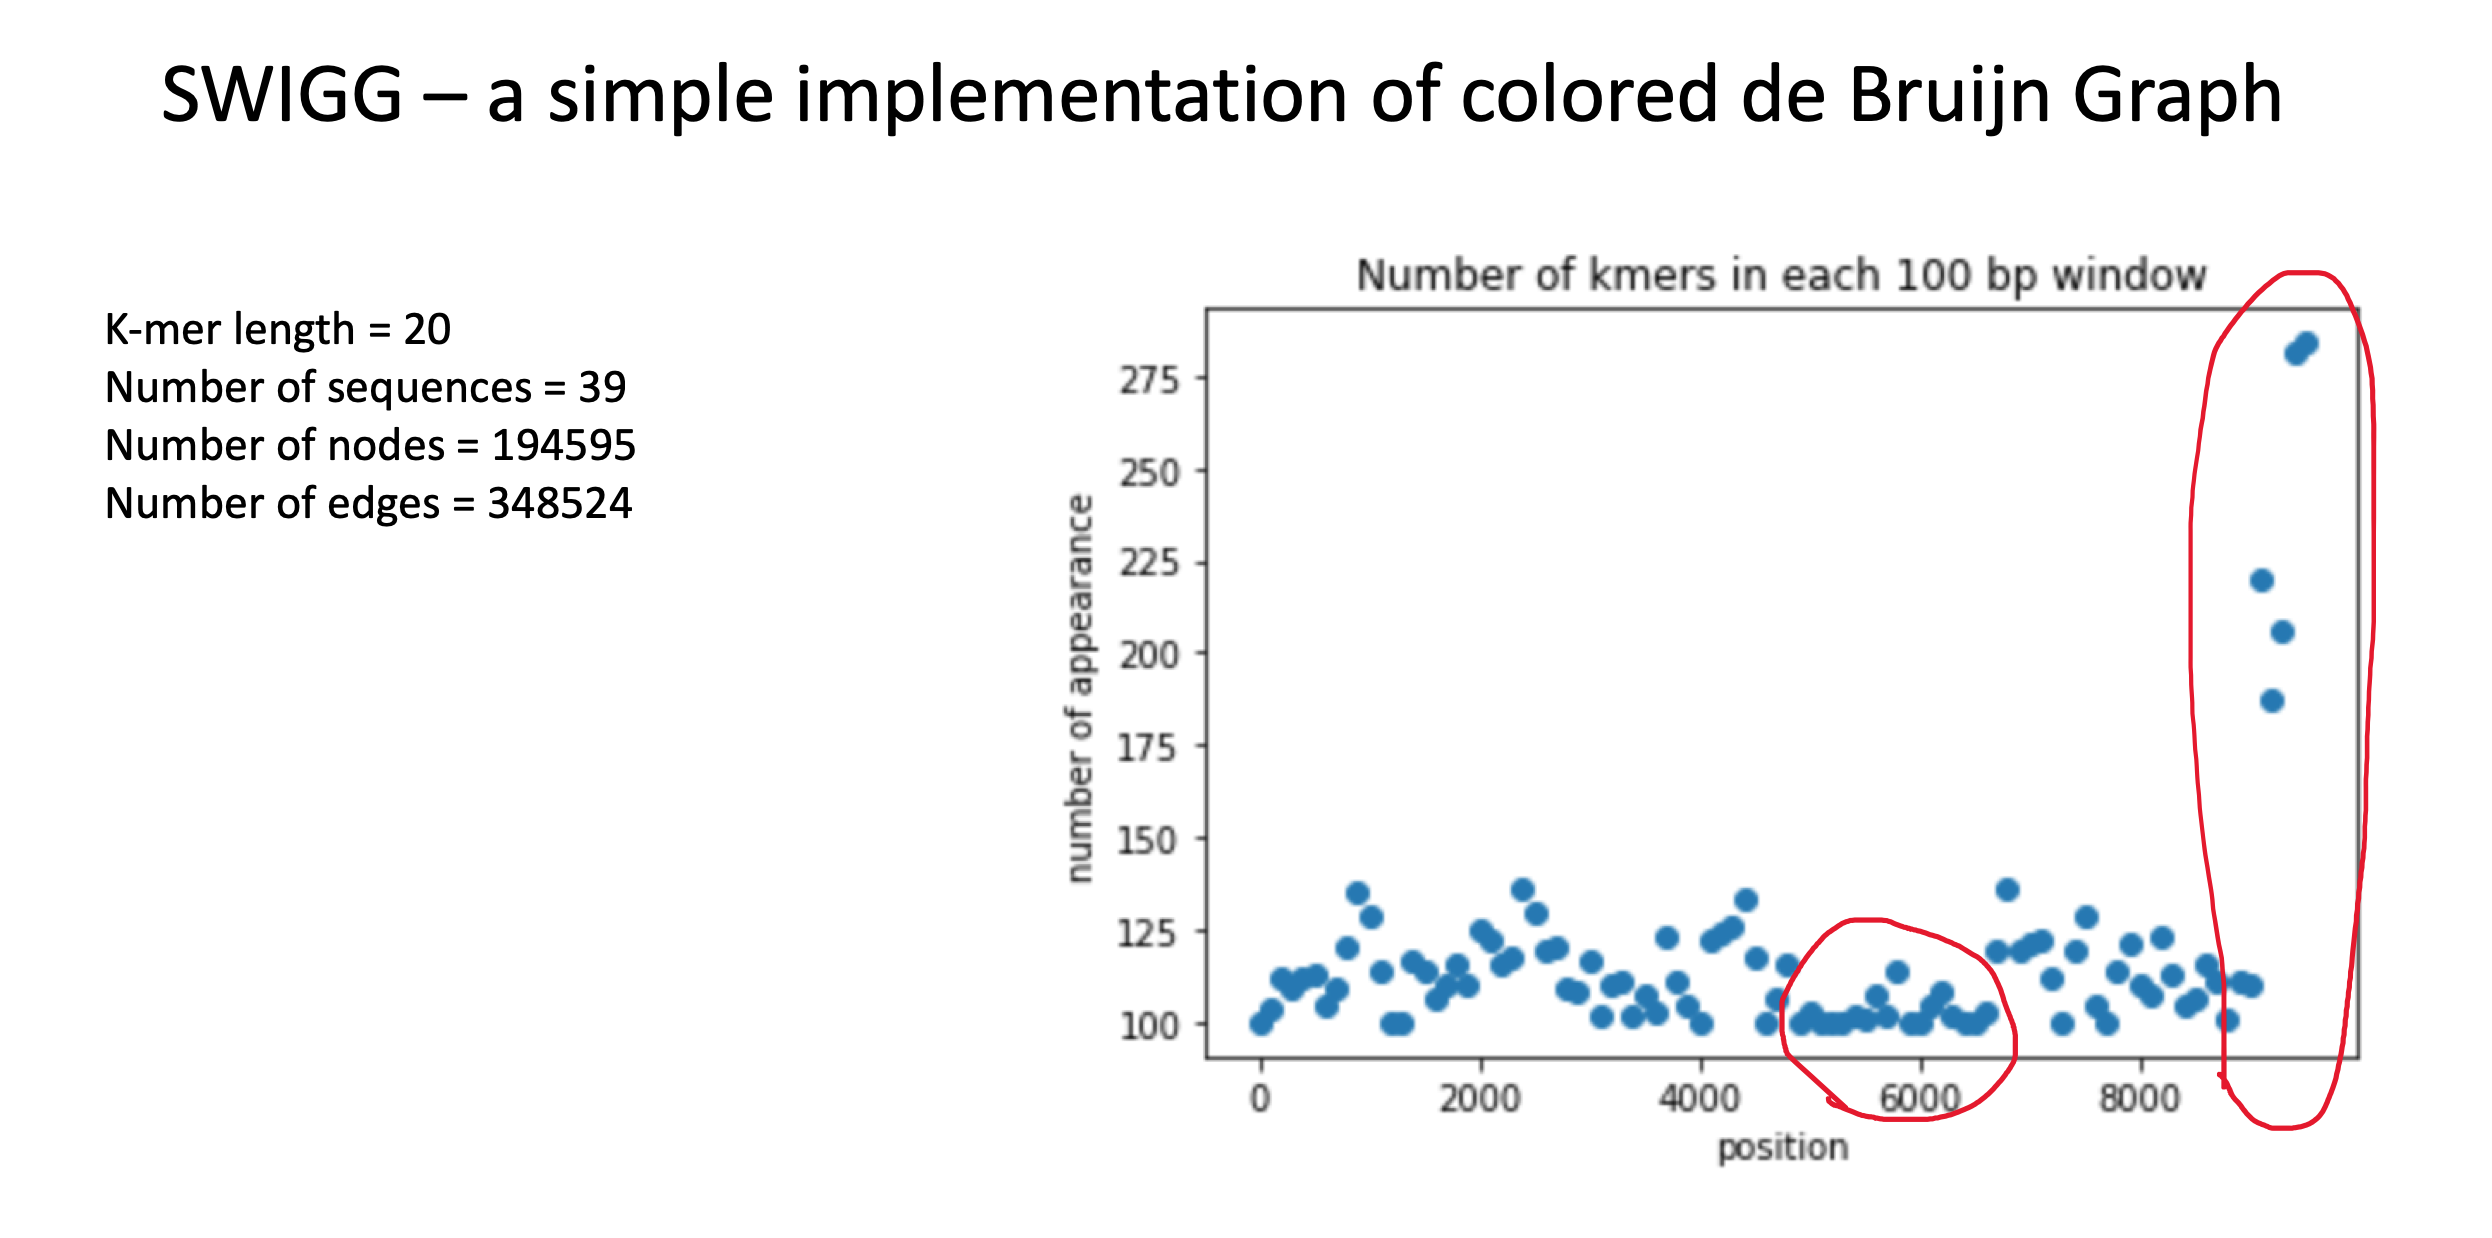 SWIGG – a simple implementation of colored de Bruijn Graph
K-mer length = 20
Number of sequences = 39
Number of nodes = 194595
Number of edges = 348524
Number of kmers in each 100 bp window
number of appearance
275
250
225
200
175
150
125
100
0 2000 4000 6000 8000
position